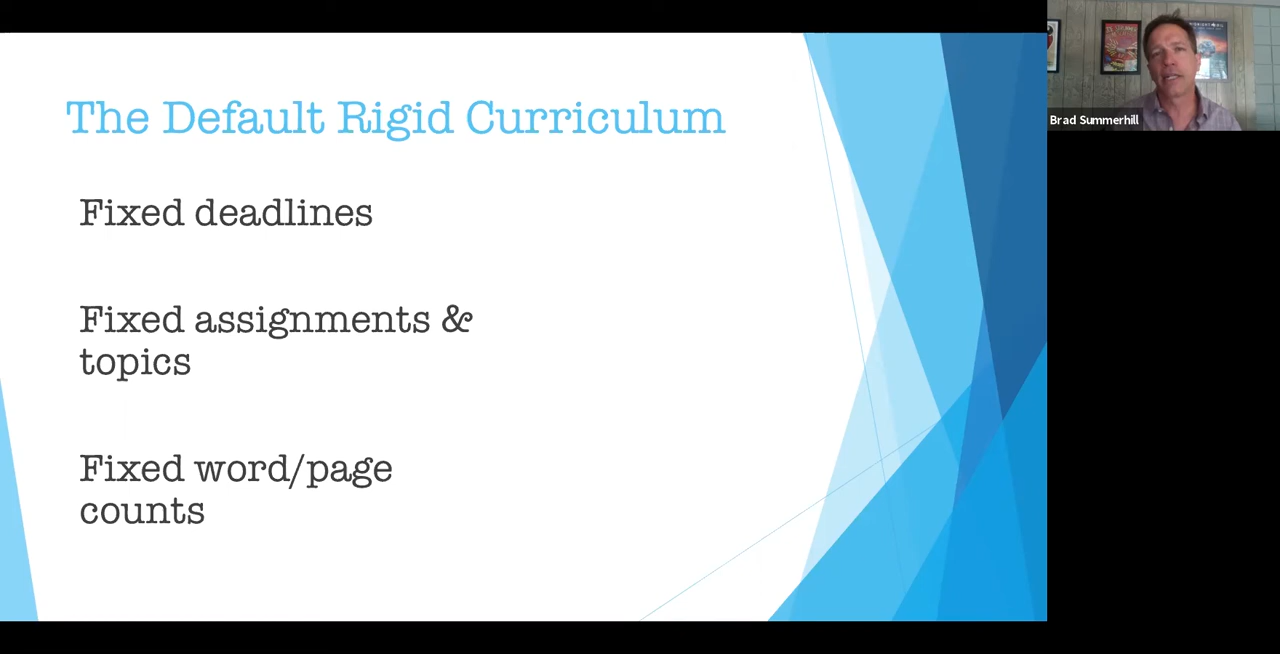 The Default Rigid Curriculum
Fixed deadlines
Fixed assignments &
topics
Fixed word/page
counts
Brad Summerhill